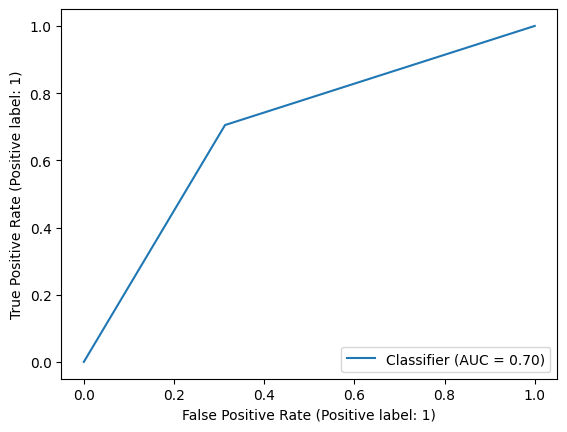 True Positive Rate (Positive label: 1)
1.0
0.8
0.6
0.4
0.2
0.0
Classifier (AUC = 0.70)
0.0 0.2 0.4 0.6 0.8 1.0
False Positive Rate (Positive label: 1)